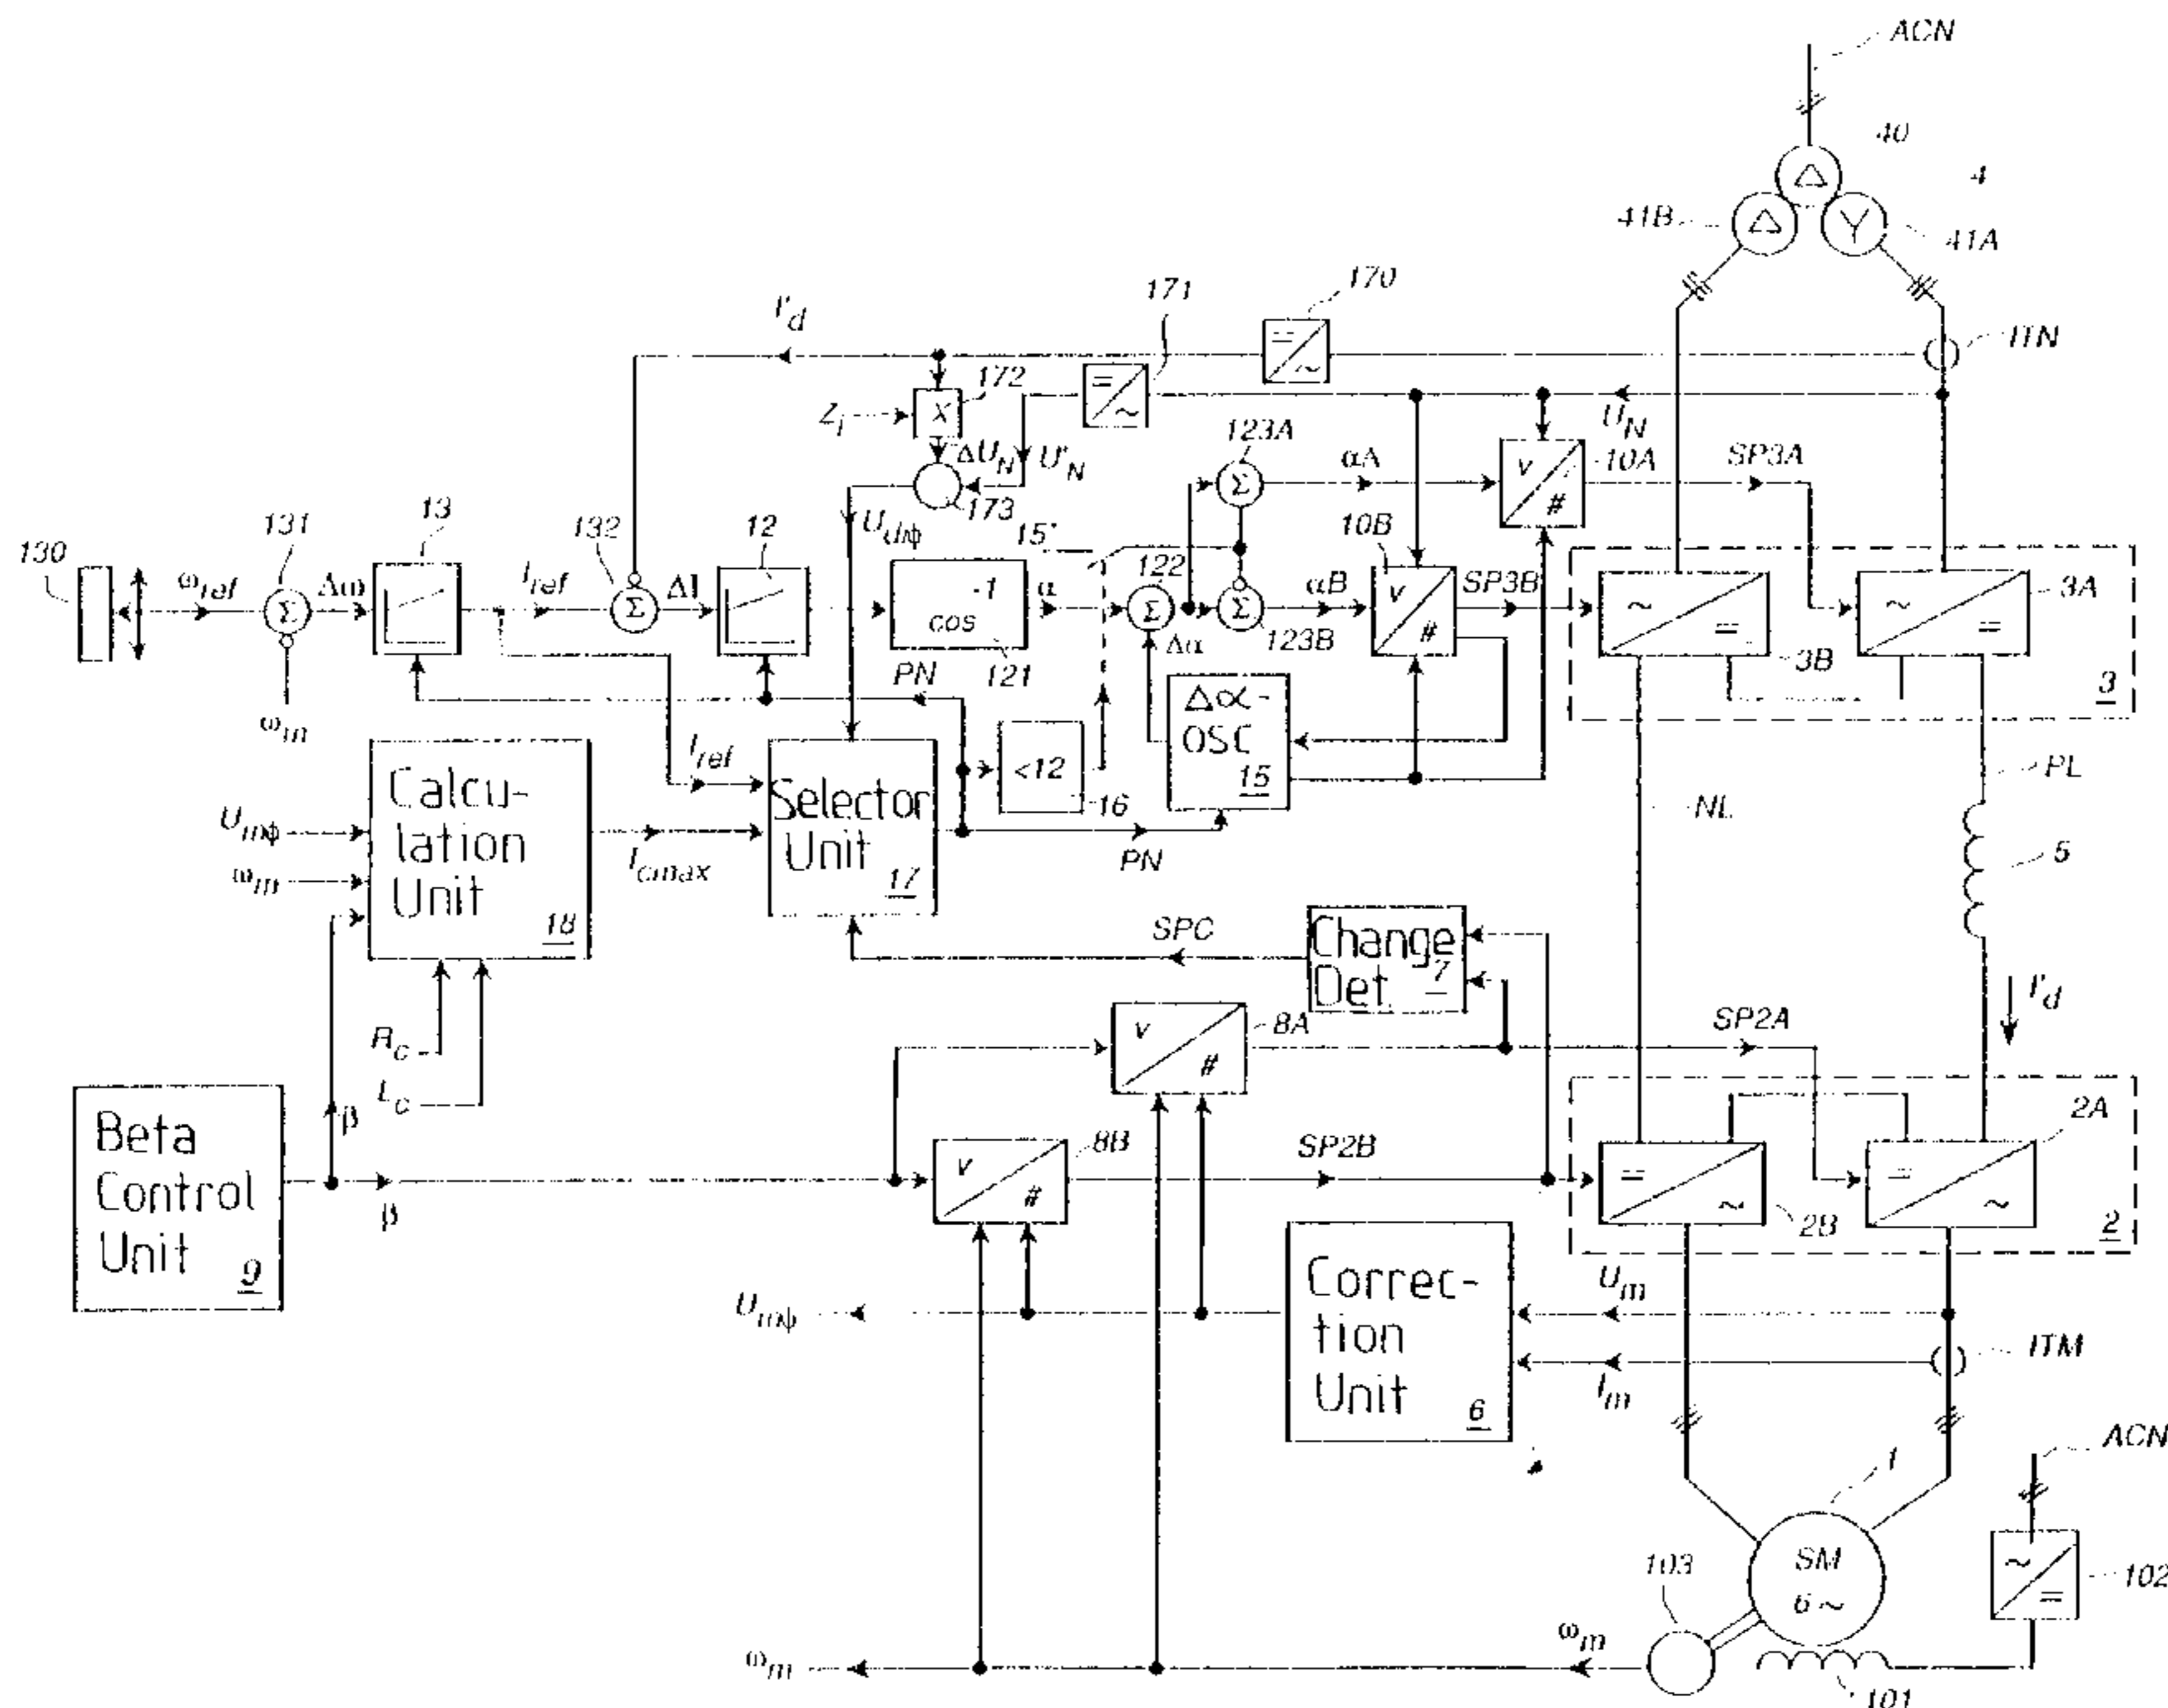 ACN
40
4
41B
41A
170
171
I'd
ITN
172
ZI
X
UN
ΔUN
U'N
123A
αA
10A
SP3A
173
13
131
132
12
Udϕ
15'
10B
130
ωref
Σ
Δω
Iref
Σ
ΔI
-1
cos
α
122
Σ
Σ
Σ
αB
v
#
v
#
SP3B
3A
123B
Δα
121
3B
3
PN
ωm
Δα-
OSC
15
Iref
<12
16
PL
NL
Calcu-
lation
Unit
18
Umϕ
ωm
Icmax
Selector
Unit
17
PN
5
SPC
Change
Det.
7
I'd
8A
v
#
SP2A
Rc
Lc
2A
Beta
Control
Unit
9
β
β
8B
v
#
SP2B
2B
2
Umϕ
Correc-
tion
Unit
6
Um
Im
ITM
ACN
1
SM
6~
102
103
ωm
ωm
101